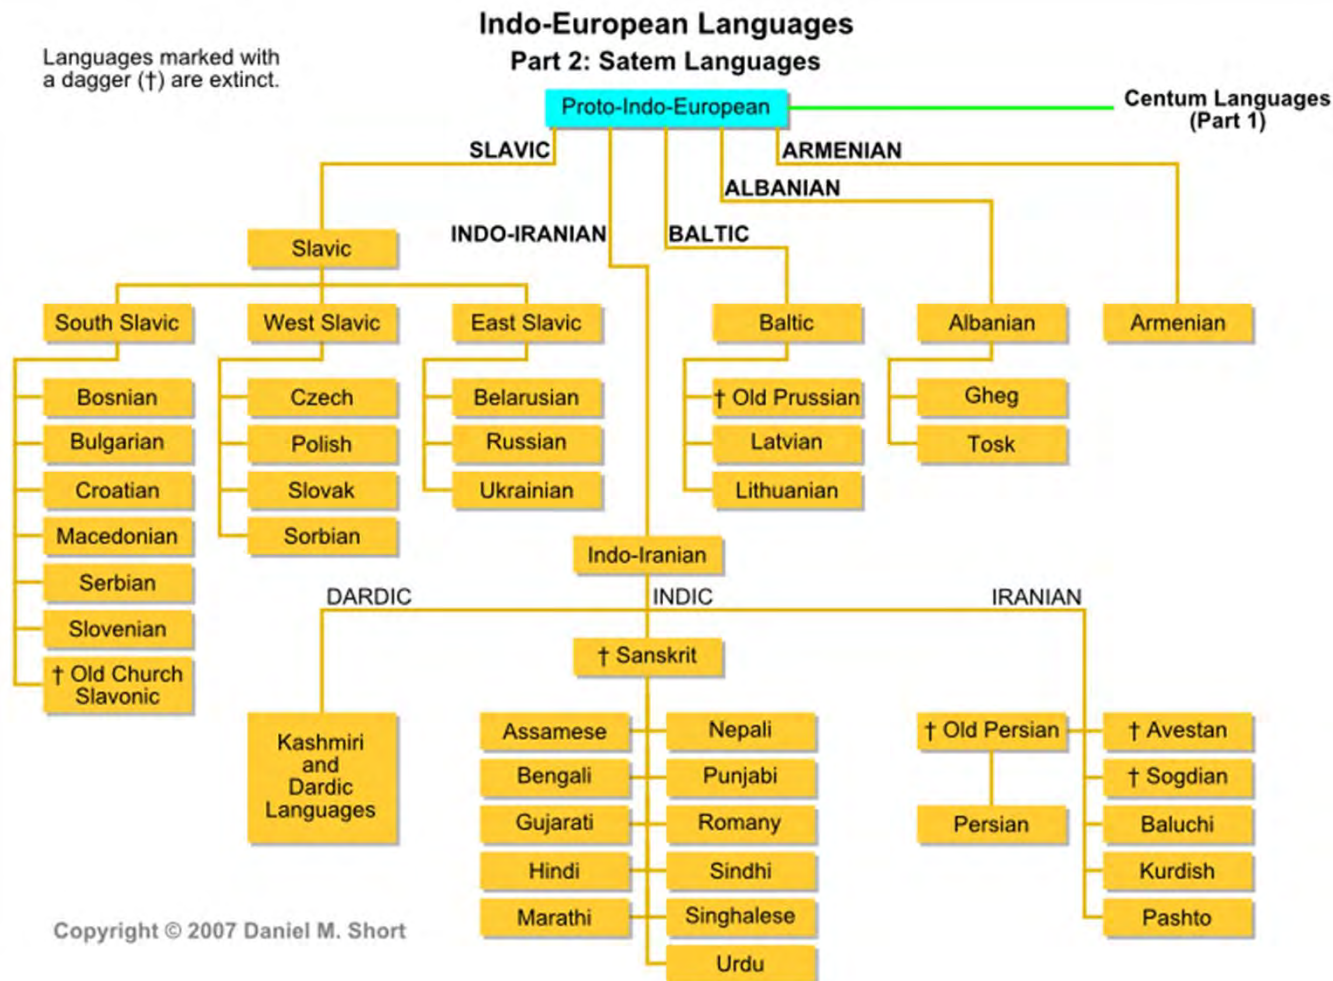 Indo-European Languages
Part 2: Satem Languages
Languages marked with
a dagger (†) are extinct.
Proto-Indo-European
Centum Languages
(Part 1)
SLAVIC
ARMENIAN
ALBANIAN
INDO-IRANIAN
BALTIC
Slavic
South Slavic
West Slavic
East Slavic
Baltic
Albanian
Armenian
Bosnian
Bulgarian
Croatian
Macedonian
Serbian
Slovenian
† Old Church
Slavonic
Czech
Polish
Slovak
Sorbian
Belarusian
Russian
Ukrainian
† Old Prussian
Latvian
Lithuanian
Gheg
Tosk
Indo-Iranian
DARDIC
INDIC
IRANIAN
† Sanskrit
Kashmiri
and
Dardic
Languages
Assamese
Bengali
Gujarati
Hindi
Marathi
Nepali
Punjabi
Romany
Sindhi
Singhalese
Urdu
† Old Persian
Persian
† Avestan
† Sogdian
Baluchi
Kurdish
Pashto
Copyright © 2007 Daniel M. Short